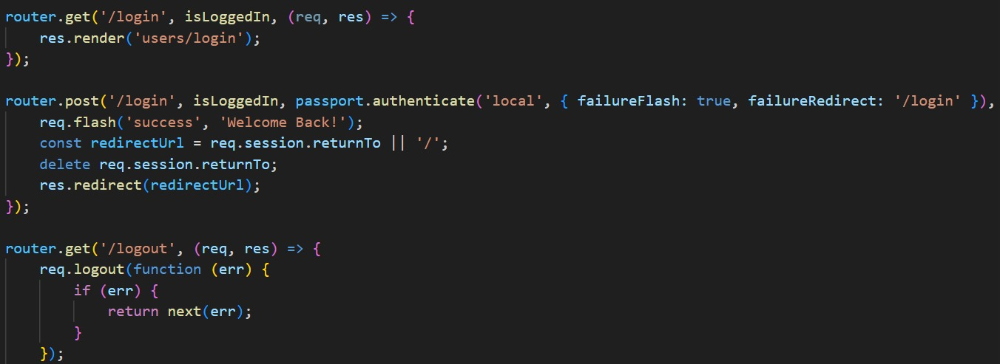 router.get('/login', isLoggedIn, (req, res) => {
    res.render('users/login');
});

router.post('/login', isLoggedIn, passport.authenticate('local', { failureFlash: true, failureRedirect: '/login' }),
    req.flash('success', 'Welcome Back!');
    const redirectUrl = req.session.returnTo || '/';
    delete req.session.returnTo;
    res.redirect(redirectUrl);
});

router.get('/logout', (req, res) => {
    req.logout(function (err) {
        if (err) {
            return next(err);
        }
    });